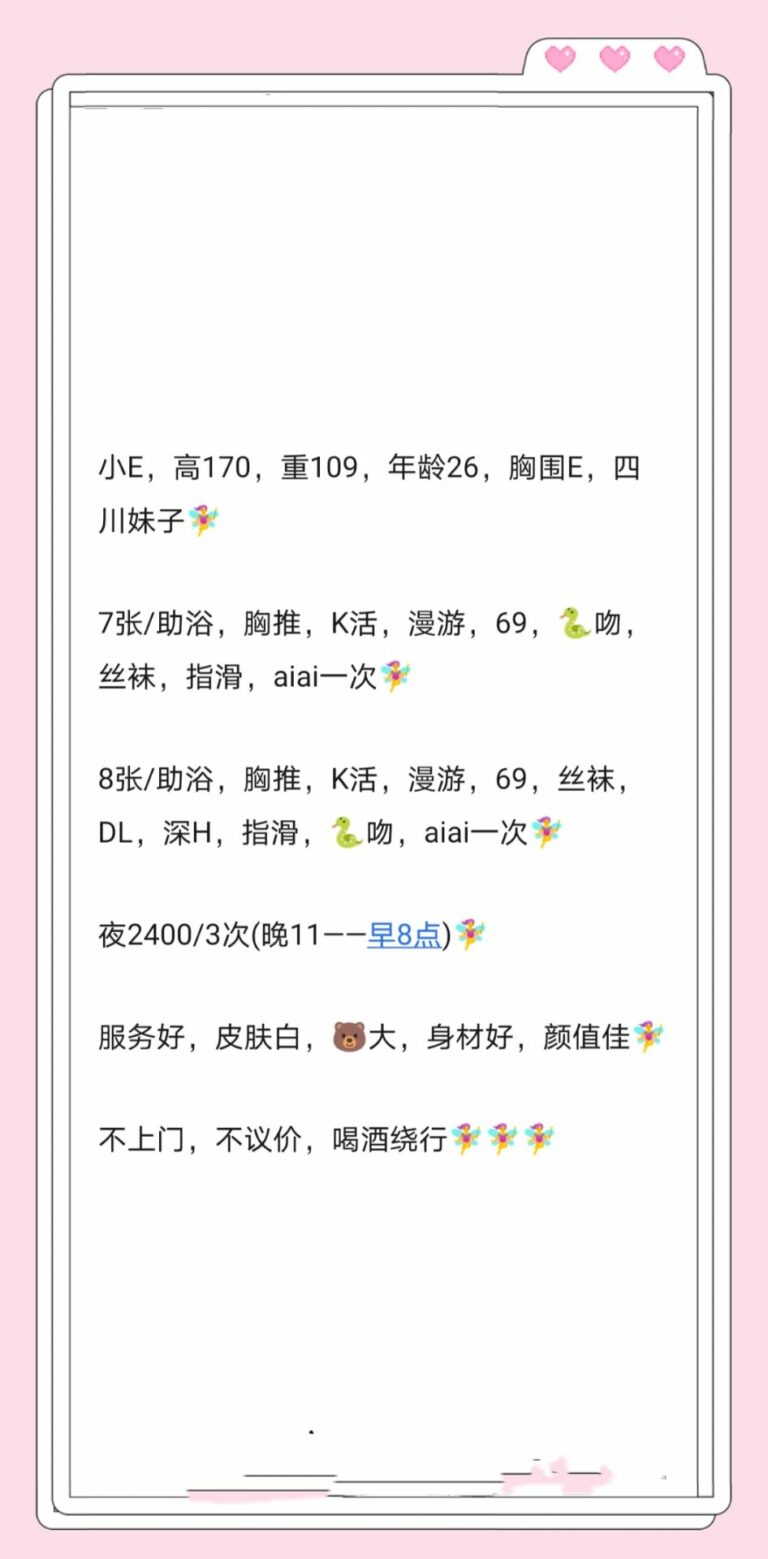 小E，高170，重109，年龄26，胸围E，四
川妹子🧚
7张/助浴，胸推，K活，漫游，69，🐍吻，
丝袜，指滑，aiai一次🧚
8张/助浴，胸推，K活，漫游，69，丝袜，
DL，深H，指滑，🐍吻，aiai一次🧚
夜2400/3次(晚11——早8点)🧚
服务好，皮肤白，🐻大，身材好，颜值佳🧚
不上门，不议价，喝酒绕行🧚🧚🧚